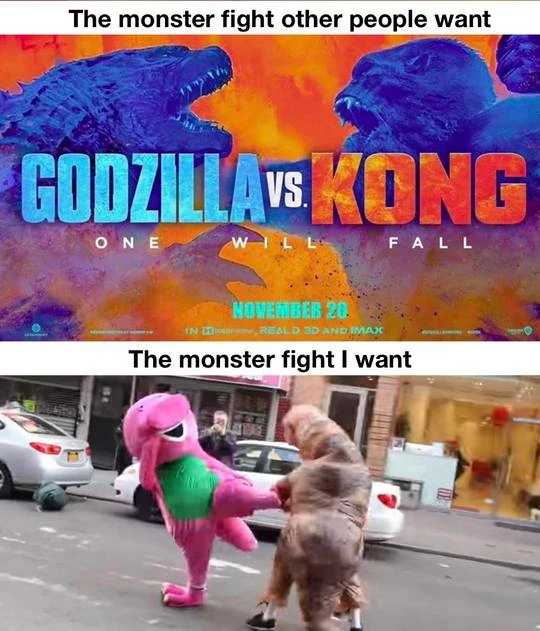 The monster fight other people want
GODZILLA VS. KONG
ONE WILL FALL
NOVEMBER 20
REAL D 3D AND IMAX
The monster fight I want